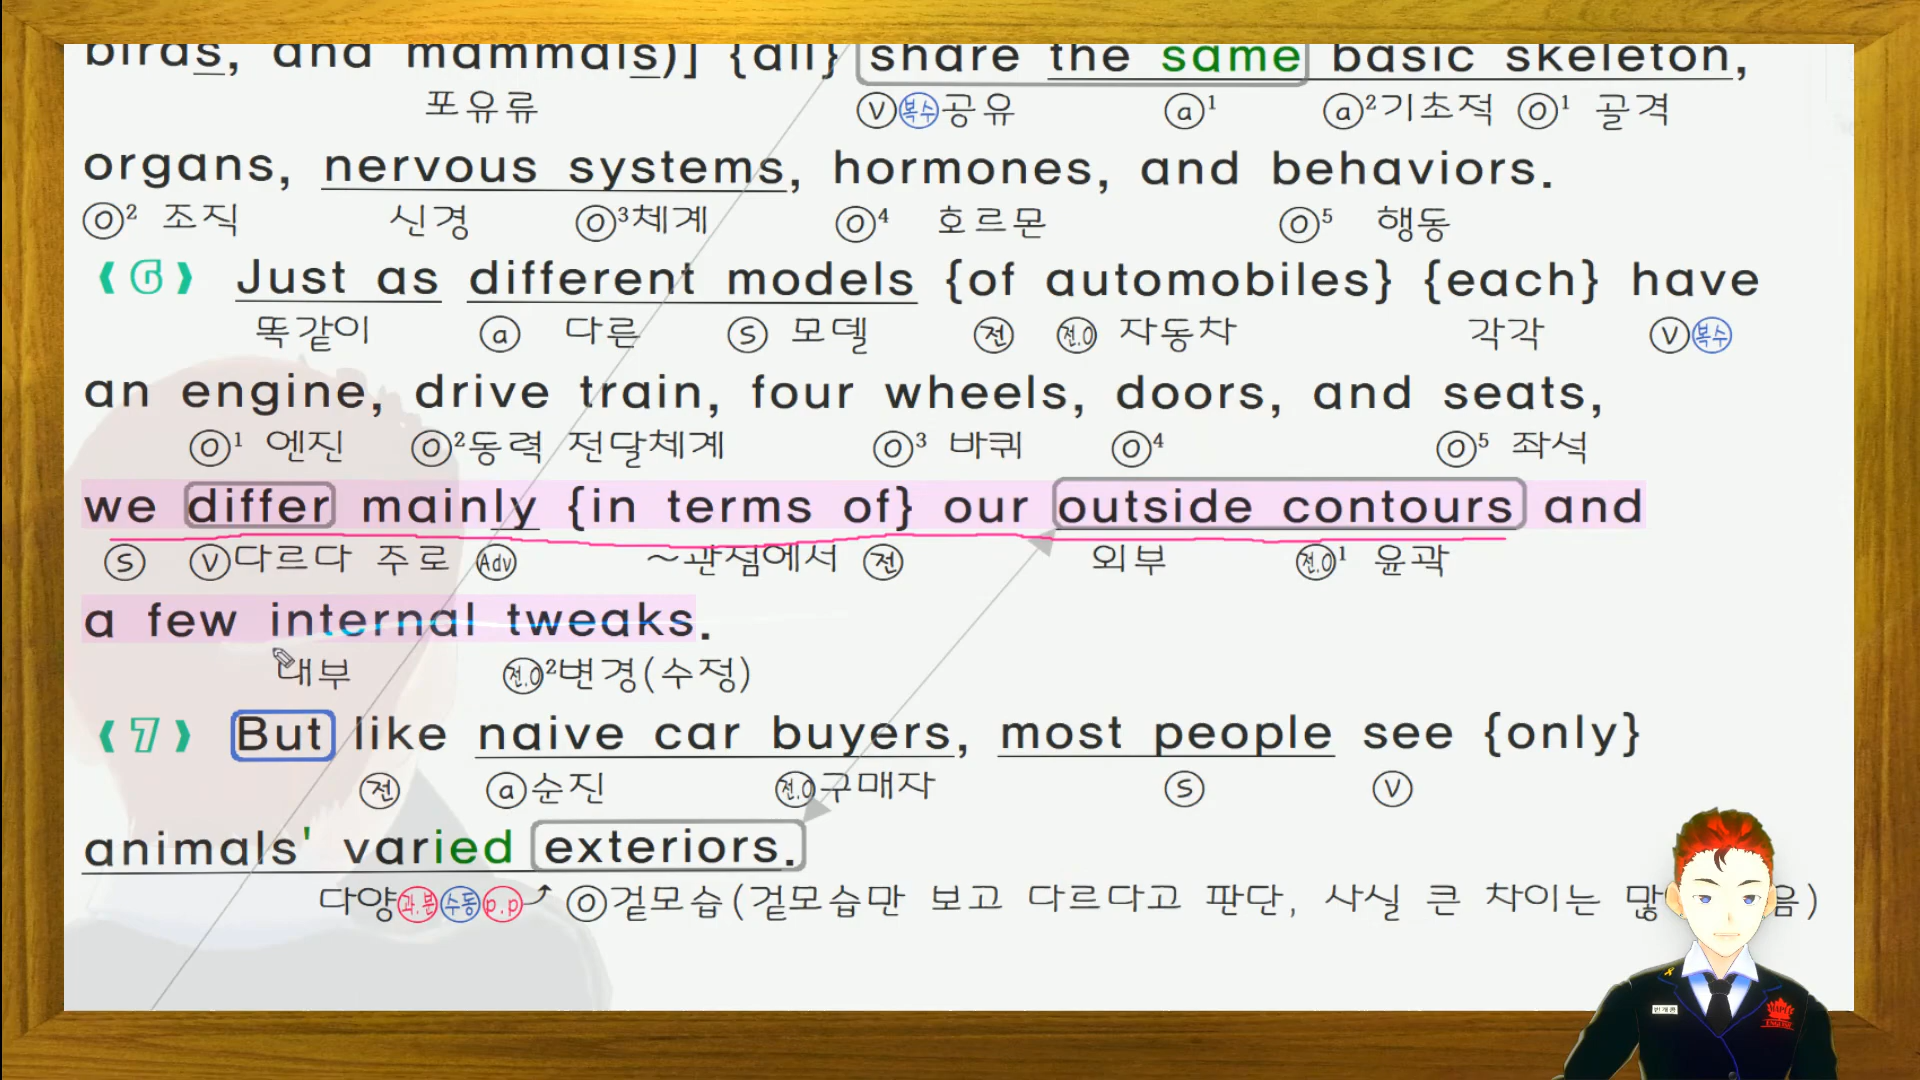 birds, and mammals)] {all} share the same basic skeleton,
포유류 ⓥ복수공유 ⓐ¹ ⓐ²기초적 ⓞ¹ 골격
organs, nervous systems, hormones, and behaviors.
ⓞ² 조직 신경 ⓞ³체계 ⓞ⁴ 호르몬 ⓞ⁵ 행동
《6》 Just as different models {of automobiles} {each} have
똑같이 ⓐ 다른 ⓢ 모델 전 전.O 자동차 각각 ⓥ복수
an engine, drive train, four wheels, doors, and seats,
ⓞ¹ 엔진 ⓞ²동력 전달체계 ⓞ³ 바퀴 ⓞ⁴ ⓞ⁵ 좌석
we differ mainly {in terms of} our outside contours and
ⓢ ⓥ다르다 주로 Adv ~관점에서 전 외부 전.O¹ 윤곽
a few internal tweaks.
내부 전.O²변경(수정)
《7》 But like naive car buyers, most people see {only}
전 ⓐ순진 전.O구매자 ⓢ ⓥ
animals' varied exteriors.
다양과.분수동p.p ⓞ겉모습(겉모습만 보고 다르다고 판단, 사실 큰 차이는 음)